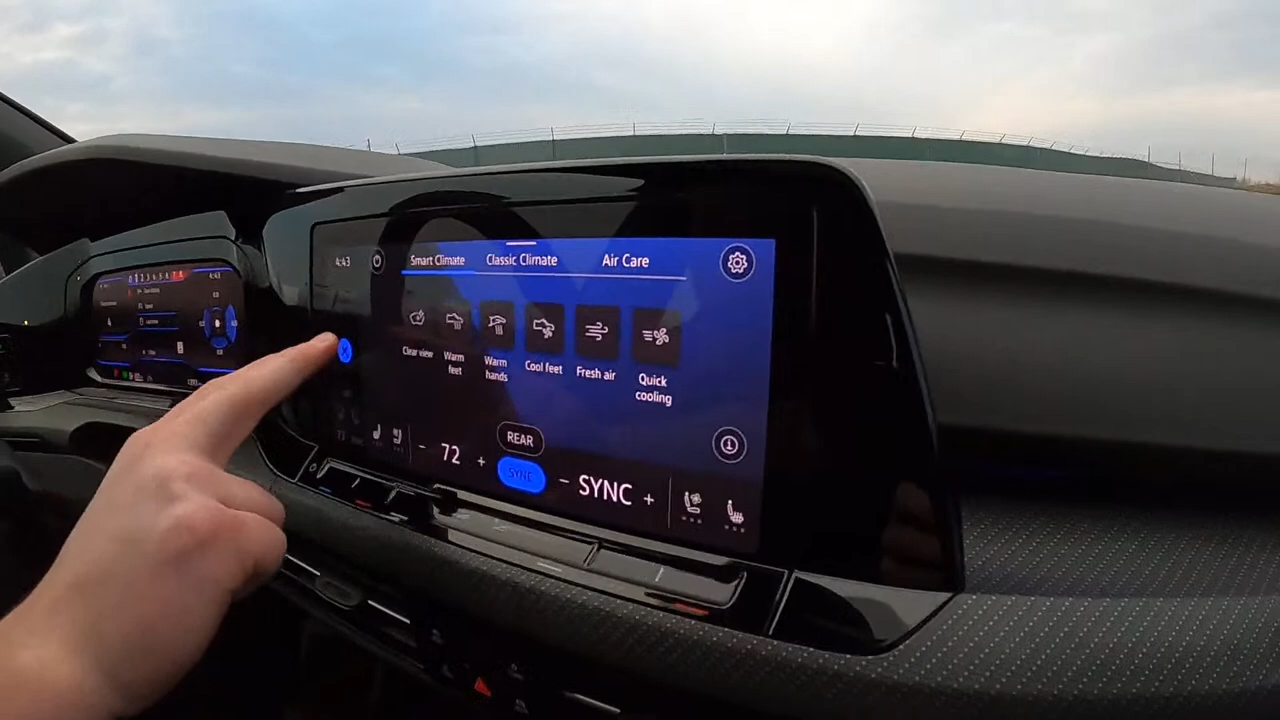 4:43
Smart Climate
Classic Climate
Air Care
Clear view
Warm
feet
Warm
hands
Cool feet
Fresh air
Quick
cooling
REAR
− 72 +
SYNC
− SYNC +